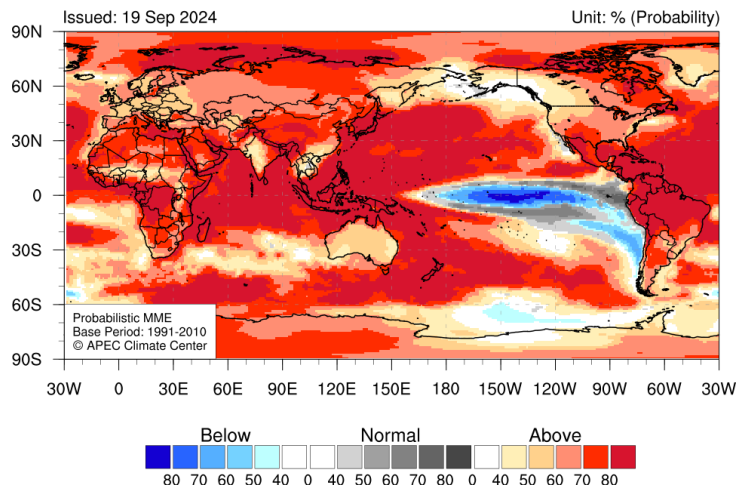 Issued: 19 Sep 2024 Unit: % (Probability)
90N
60N
30N
0
30S
60S
Probabilistic MME
Base Period: 1991-2010
© APEC Climate Center
90S
30W 0 30E 60E 90E 120E 150E 180 150W 120W 90W 60W 30W
Below Normal Above
80 70 60 50 40 0 40 50 60 70 80 0 40 50 60 70 80